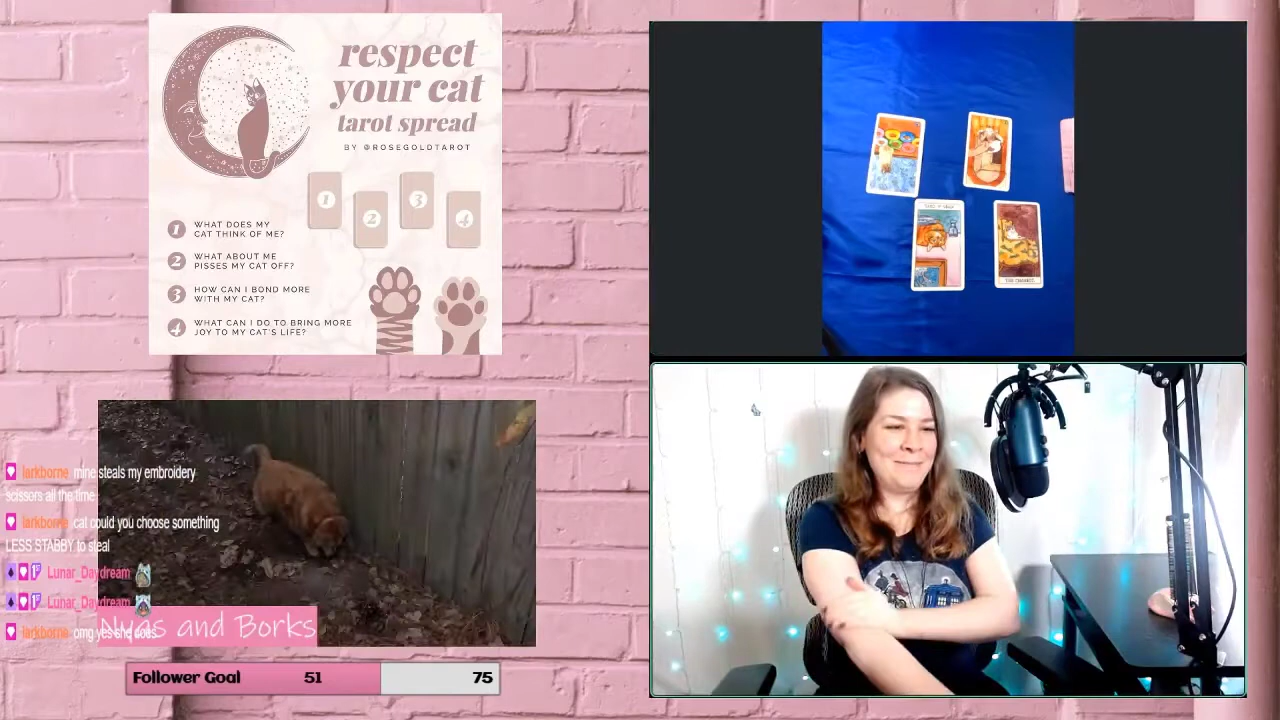 respect
your cat
tarot spread
BY @ROSEGOLDTAROT
1
2
3
4
1 WHAT DOES MY
CAT THINK OF ME?
2 WHAT ABOUT ME
PISSES MY CAT OFF?
3 HOW CAN I BOND MORE
WITH MY CAT?
4 WHAT CAN I DO TO BRING MORE
JOY TO MY CAT'S LIFE?
larkborne mine steals my embroidery
scissors all the time
larkborne cat could you choose something
LESS STABBY to steal
Lunar_Daydream
Lunar_Daydream
larkborne omg yes she does
Nyas and Borks
Follower Goal 51 75
THE CHARIOT